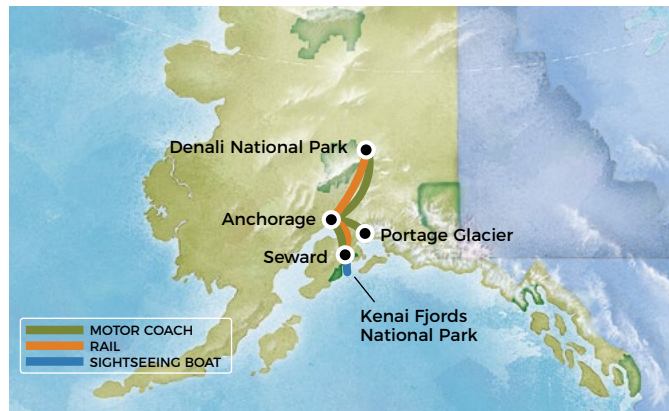 Denali National Park
Anchorage
Portage Glacier
Seward
Kenai Fjords
National Park
MOTOR COACH
RAIL
SIGHTSEEING BOAT